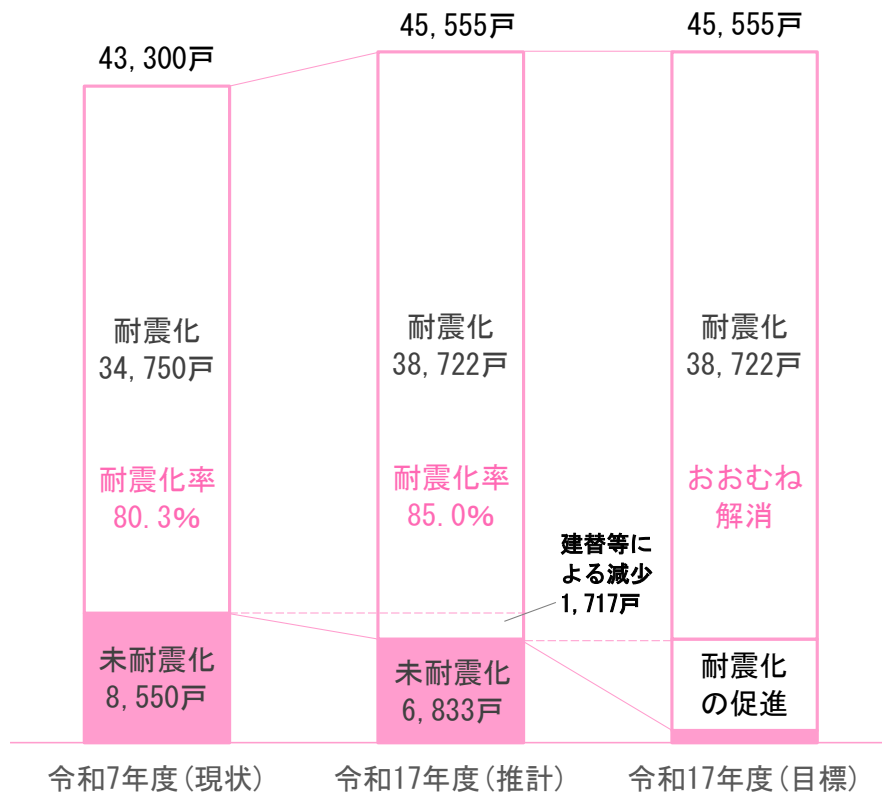 43,300戸
耐震化
34,750戸
耐震化率
80.3%
未耐震化
8,550戸
令和7年度(現状)
45,555戸
耐震化
38,722戸
耐震化率
85.0%
建替等に
よる減少
1,717戸
未耐震化
6,833戸
令和17年度(推計)
45,555戸
耐震化
38,722戸
おおむね
解消
耐震化
の促進
令和17年度(目標)